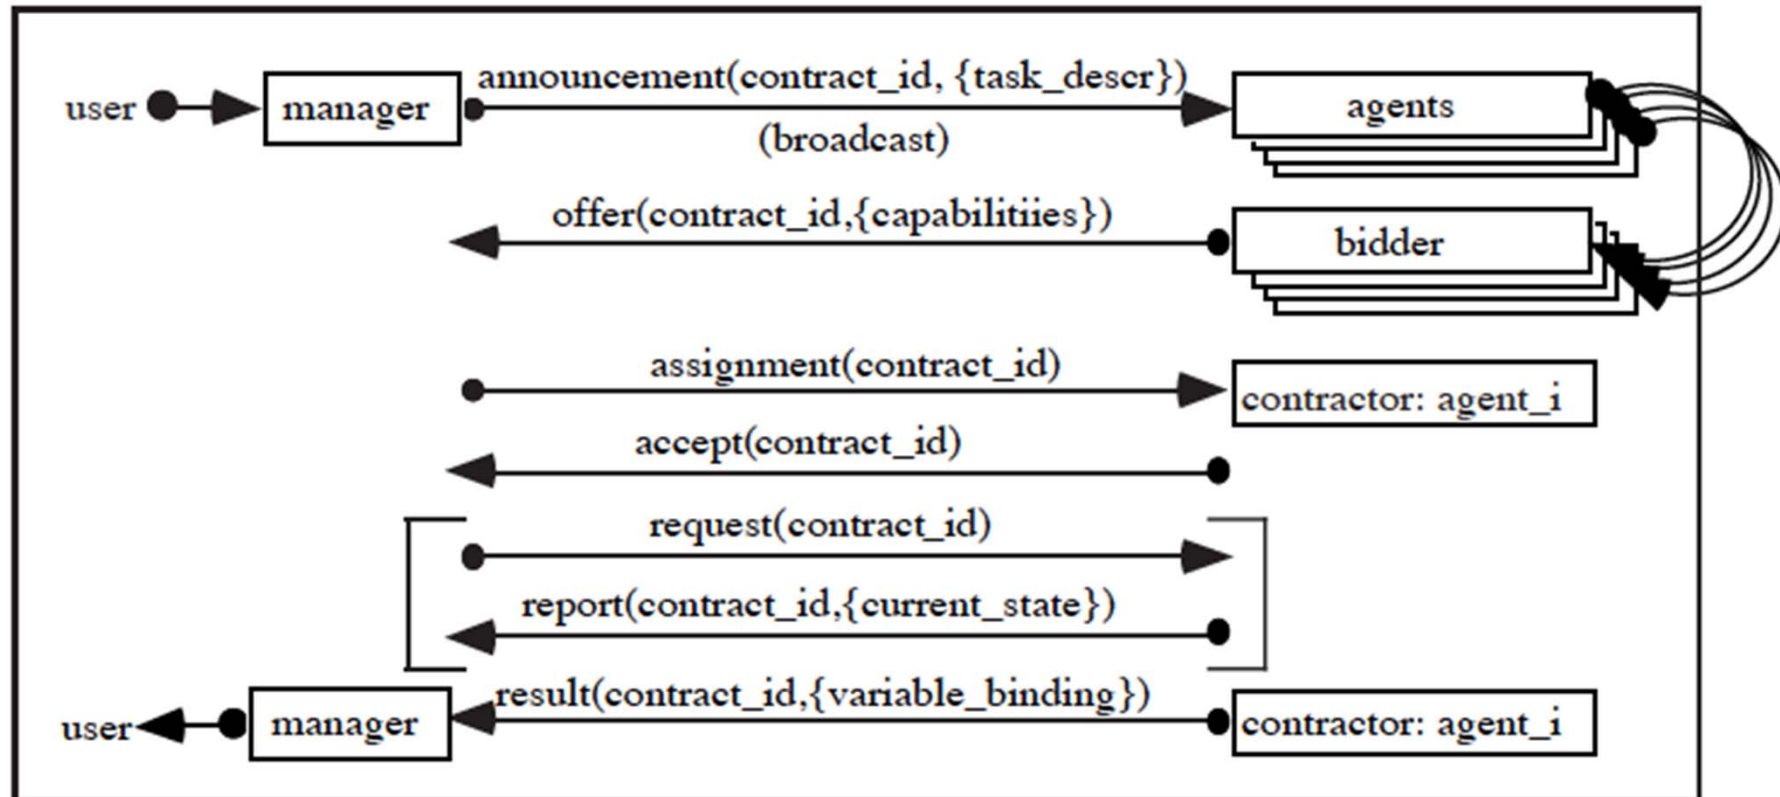 announcement(contract_id, {task_descr})
user manager agents
(broadcast)
offer(contract_id,{capabilitiies})
bidder
assignment(contract_id)
contractor: agent_i
accept(contract_id)
request(contract_id)
report(contract_id,{current_state})
result(contract_id,{variable_binding})
user manager contractor: agent_i